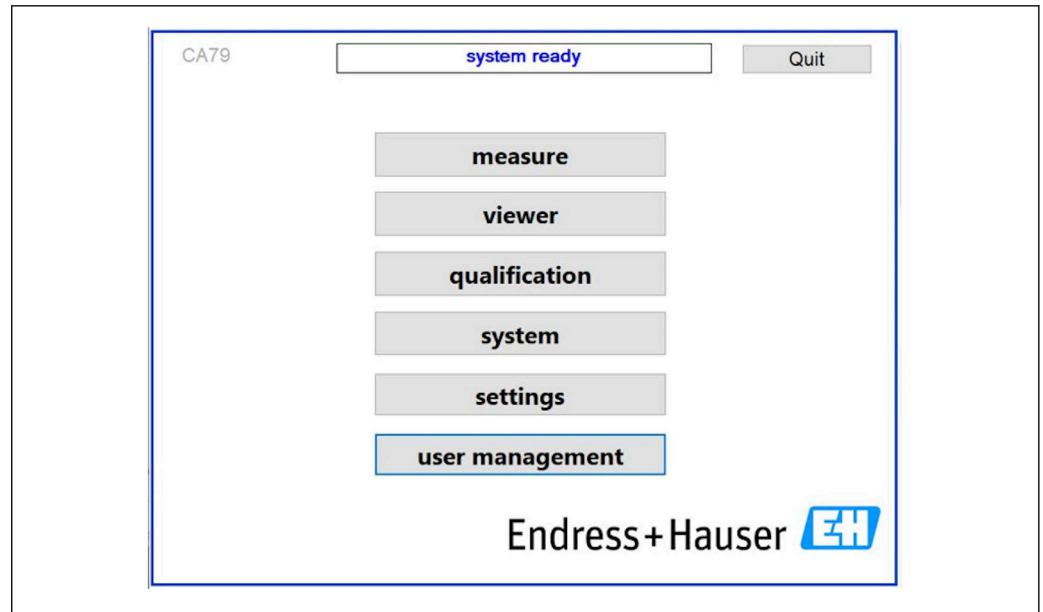 CA79 system ready Quit
measure
viewer
qualification
system
settings
user management
Endress+Hauser EH